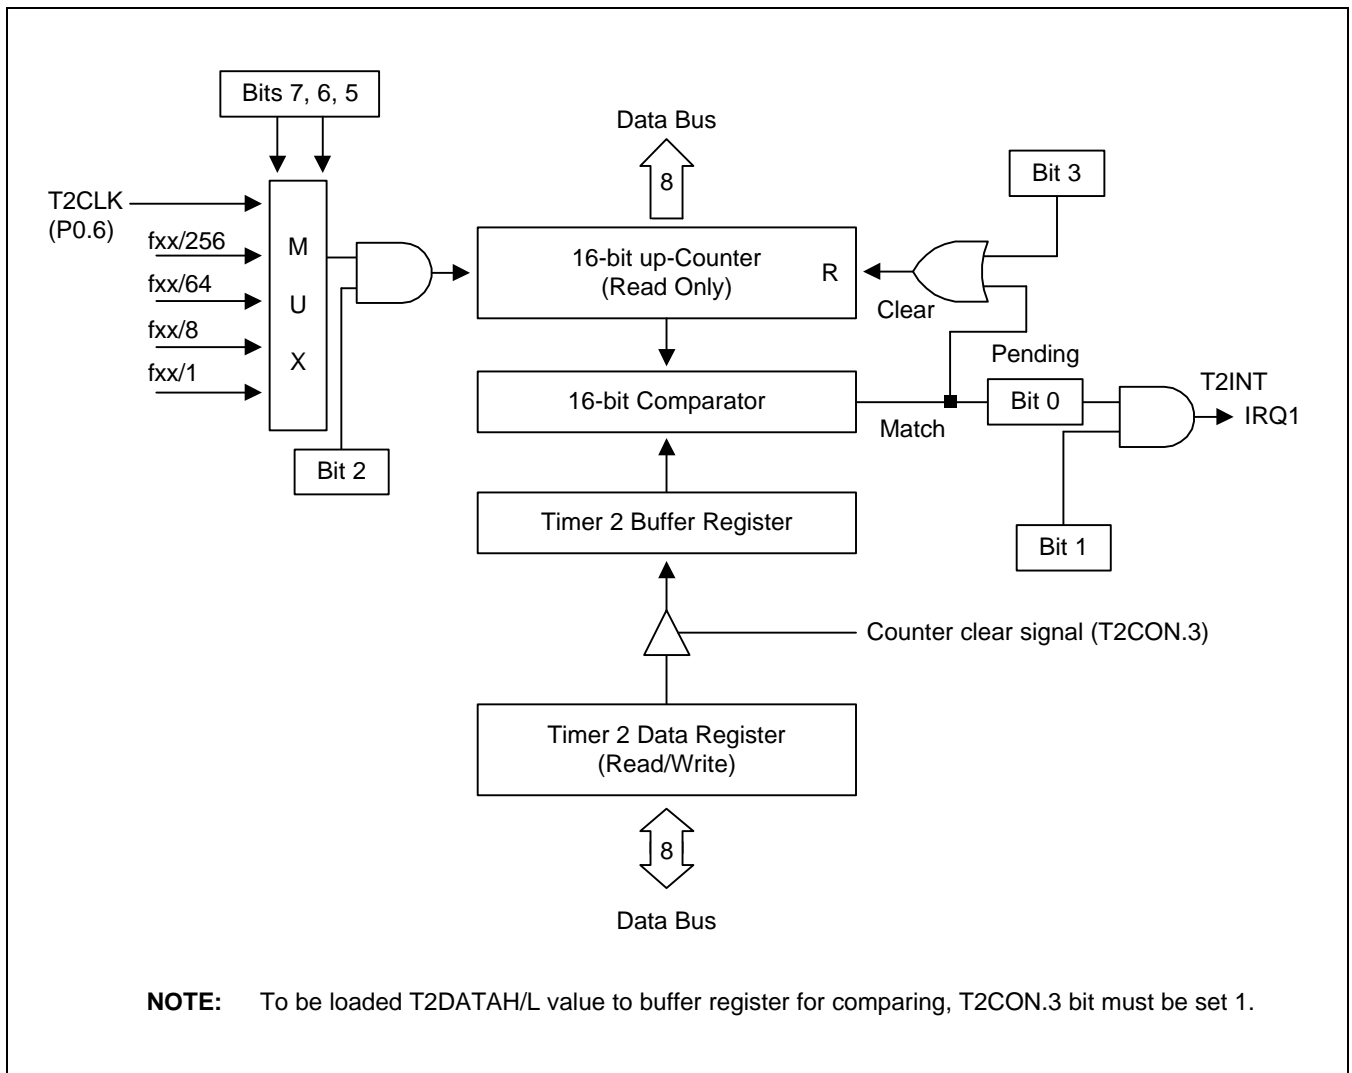 Bits 7, 6, 5
Data Bus
8
Bit 3
T2CLK
(P0.6)
fxx/256
fxx/64
fxx/8
fxx/1
M
U
X
16-bit up-Counter
(Read Only)
R
Clear
Pending
16-bit Comparator
Match
Bit 0
T2INT
IRQ1
Bit 2
Timer 2 Buffer Register
Bit 1
Counter clear signal (T2CON.3)
Timer 2 Data Register
(Read/Write)
8
Data Bus
NOTE: To be loaded T2DATAH/L value to buffer register for comparing, T2CON.3 bit must be set 1.